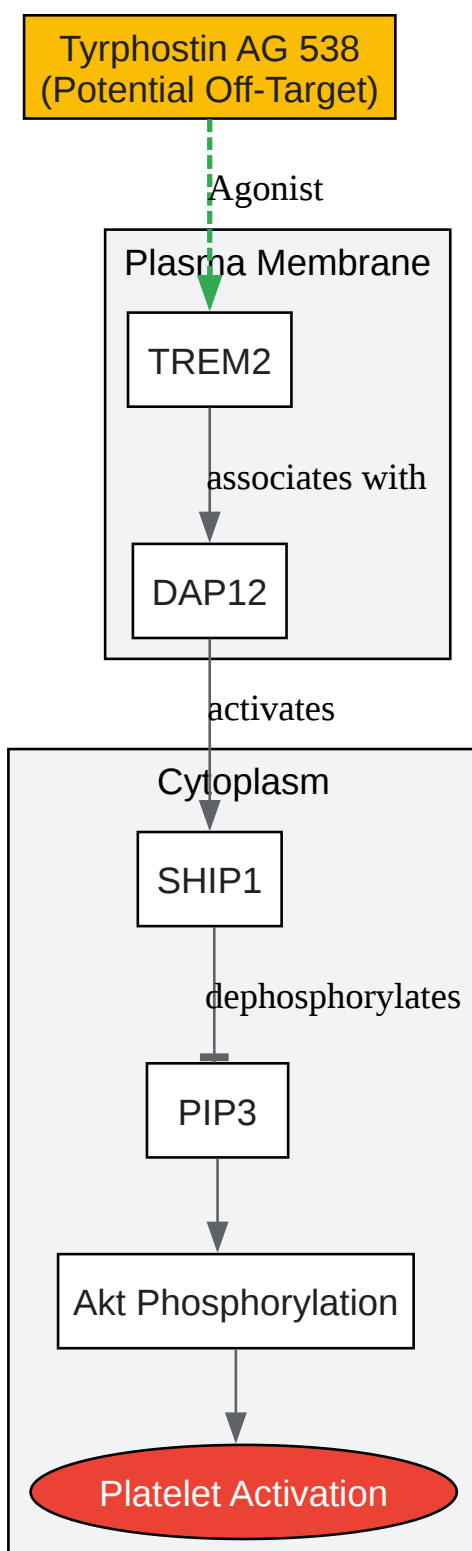 Tyrphostin AG 538
(Potential Off-Target)
Agonist
Plasma Membrane
TREM2
associates with
DAP12
activates
Cytoplasm
SHIP1
dephosphorylates
PIP3
Akt Phosphorylation
Platelet Activation